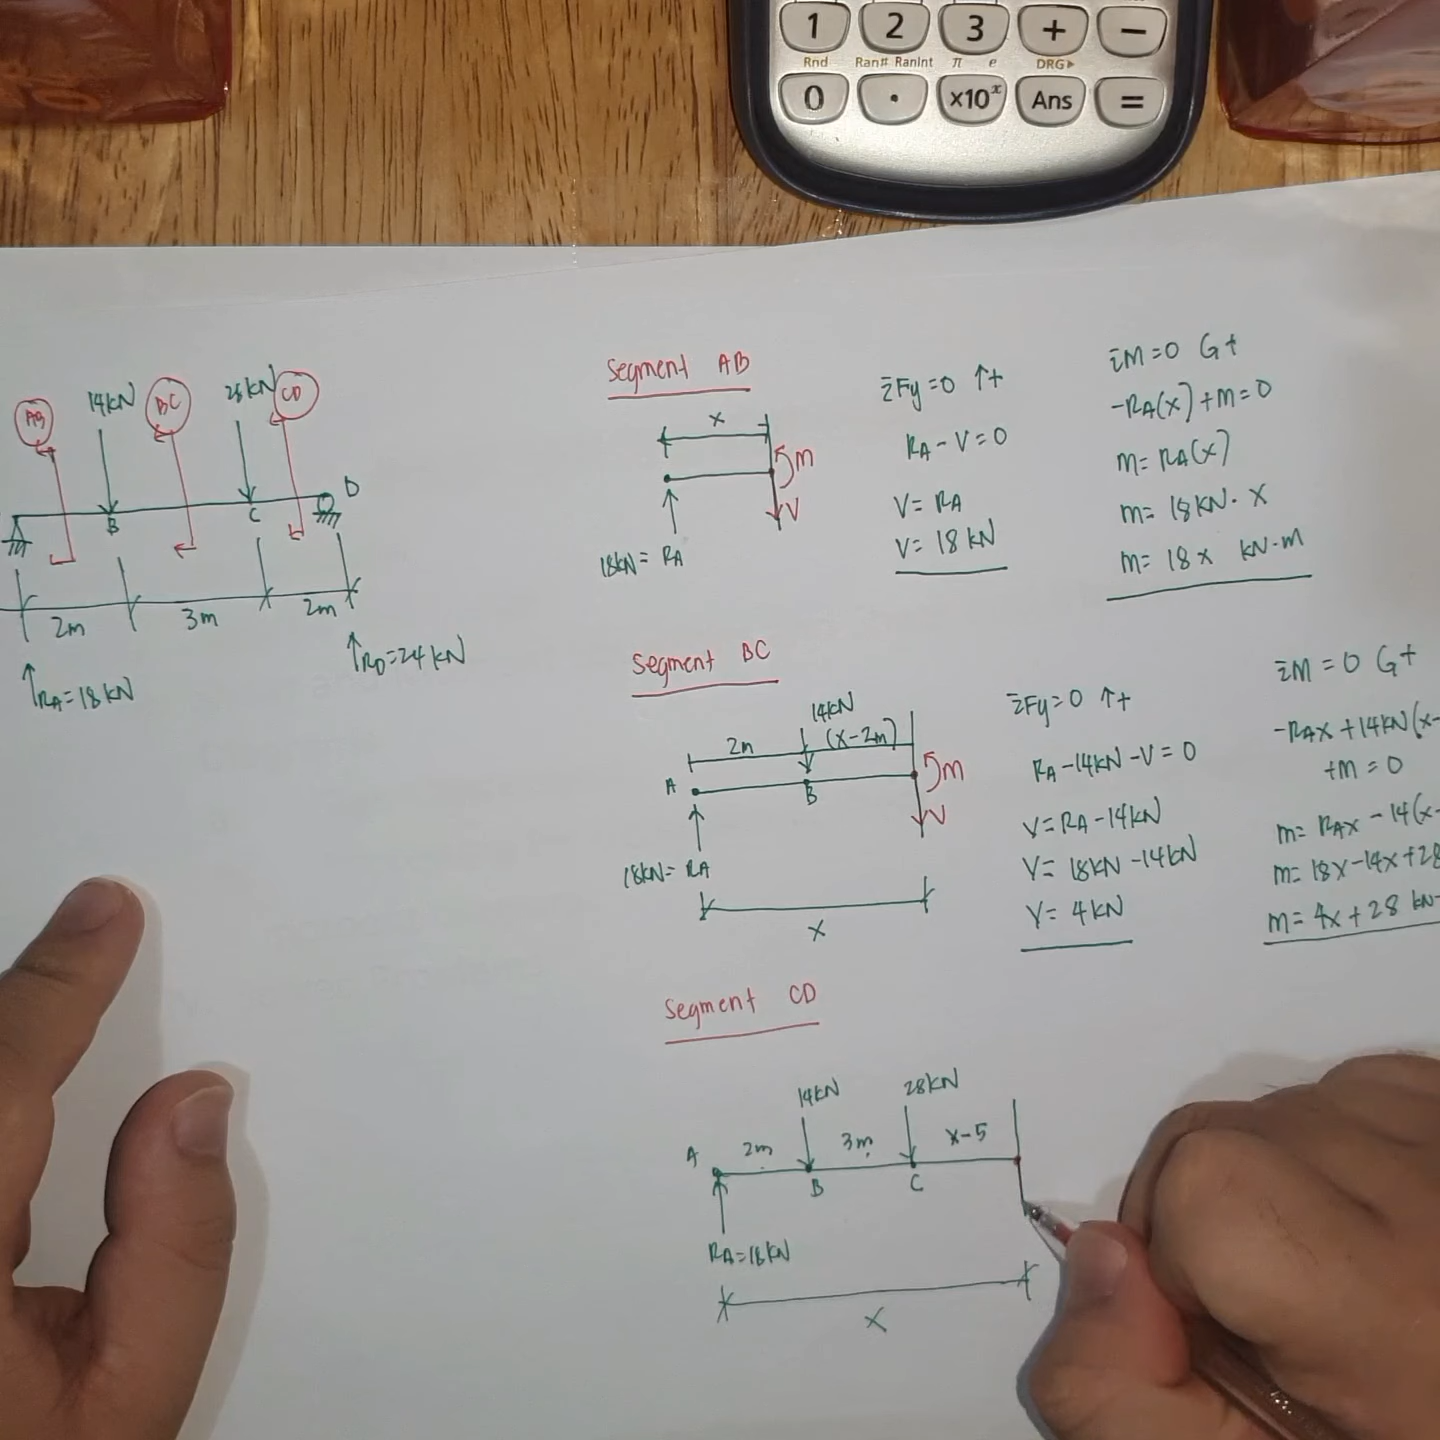 1 2 3 + −
Rnd Ran# RanInt π e DRG▸
0 · ×10ˣ Ans =
AB
14kN
BC
28kN
CD
D
B
C
2m
3m
2m
RA=18kN
RD=24kN
Segment AB
x
M
V
18kN = RA
ΣFy=0 ↑+
RA - V = 0
V = RA
V = 18 kN
ΣM=0 G+
-RA(x)+m=0
m= RA(x)
m= 18kN· x
m= 18x kN-m
Segment BC
14kN
2m
(x-2m)
A
B
M
V
18kN= RA
x
ΣFy=0 ↑+
RA-14kN-V = 0
V=RA-14kN
V= 18kN-14kN
V= 4kN
ΣM = 0 G+
-RAx+14kN(x-
+m = 0
m= RAx - 14(x-
m= 18x-14x+28
m= 4x+28 kN-
Segment CD
14kN
28kN
A
2m
3m
x-5
B
C
RA=18kN
x